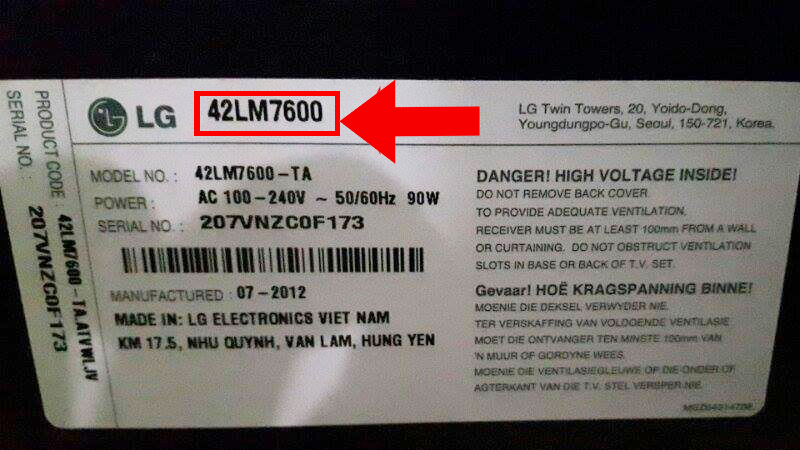 PRODUCT CODE : 42LM7600-TA.ATVWLJV
SERIAL NO. : 207VNZC0F173
LG
42LM7600
LG Twin Towers, 20, Yoido-Dong,
Youngdungpo-Gu, Seoul, 150-721, Korea.
MODEL NO. : 42LM7600-TA
POWER : AC 100-240V ~ 50/60Hz 90W
SERIAL NO. : 207VNZC0F173
MANUFACTURED : 07-2012
MADE IN: LG ELECTRONICS VIET NAM
KM 17.5, NHU QUYNH, VAN LAM, HUNG YEN
DANGER! HIGH VOLTAGE INSIDE!
DO NOT REMOVE BACK COVER.
TO PROVIDE ADEQUATE VENTILATION,
RECEIVER MUST BE AT LEAST 100mm FROM A WALL
OR CURTAINING. DO NOT OBSTRUCT VENTILATION
SLOTS IN BASE OR BACK OF T.V. SET.
Gevaar! HOË KRAGSPANNING BINNE!
MOENIE DIE DEKSEL VERWYDER NIE.
TER VERSKAFFING VAN VOLDOENDE VENTILASIE
MOET DIE ONTVANGER TEN MINSTE 100mm VAN
'N MUUR OF GORDYNE WEES.
MOENIE DIE VENTILASIEGLEUWE OP DIE ONDER-OF
AGTERKANT VAN DIE T.V. STEL VERSPER NIE.